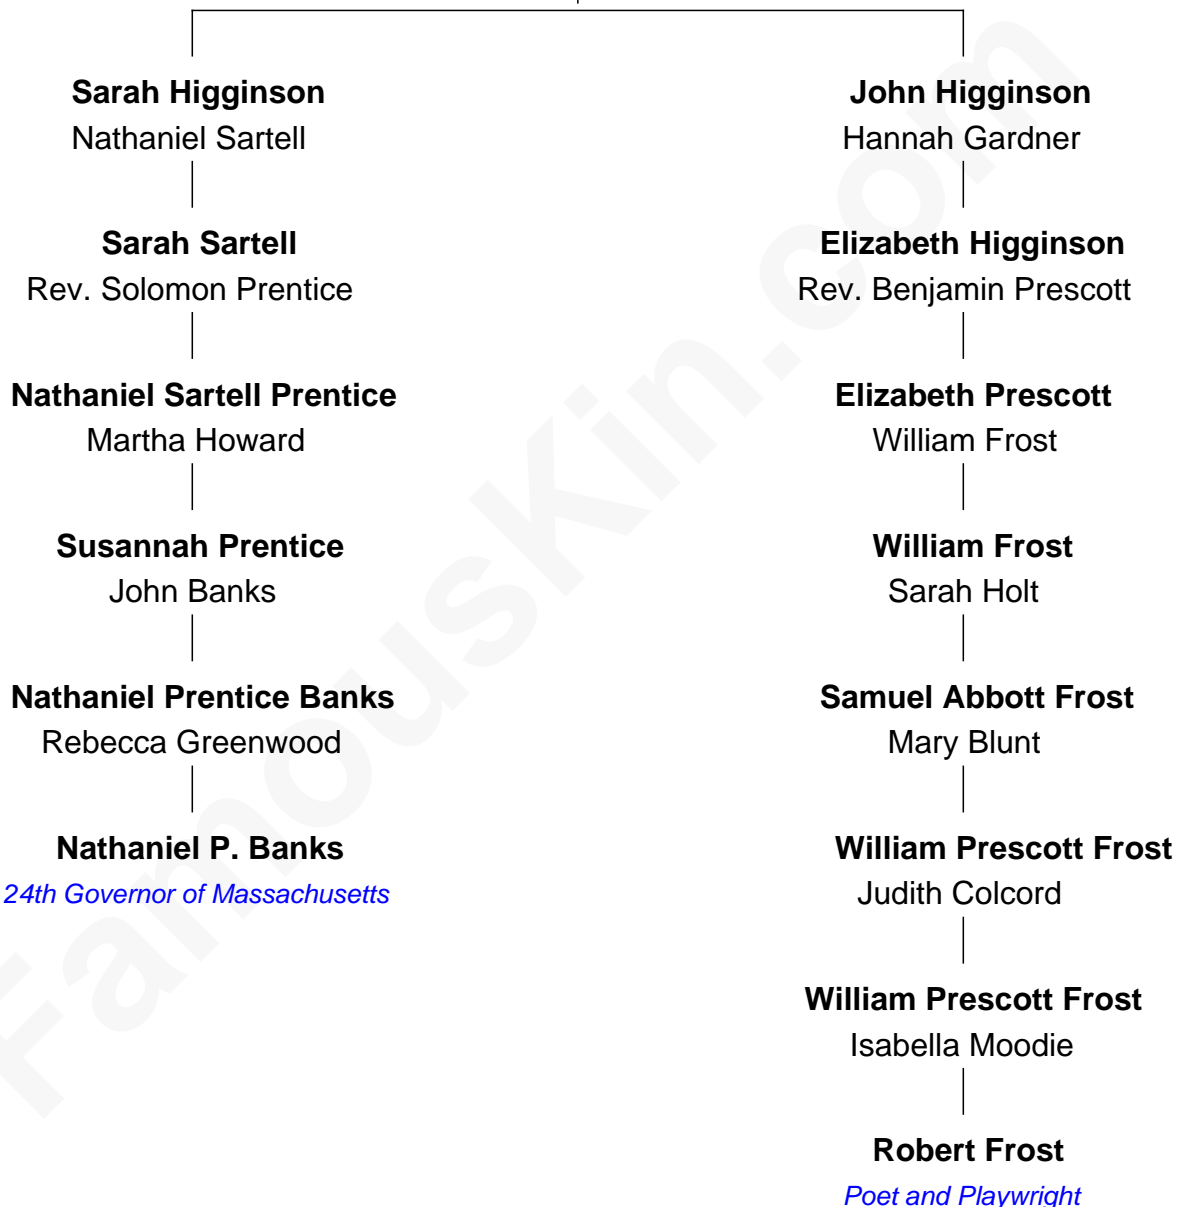 Sarah Higginson
Nathaniel Sartell
Sarah Sartell
Rev. Solomon Prentice
Nathaniel Sartell Prentice
Martha Howard
Susannah Prentice
John Banks
Nathaniel Prentice Banks
Rebecca Greenwood
Nathaniel P. Banks
24th Governor of Massachusetts
John Higginson
Hannah Gardner
Elizabeth Higginson
Rev. Benjamin Prescott
Elizabeth Prescott
William Frost
William Frost
Sarah Holt
Samuel Abbott Frost
Mary Blunt
William Prescott Frost
Judith Colcord
William Prescott Frost
Isabella Moodie
Robert Frost
Poet and Playwright
FamousKin.com